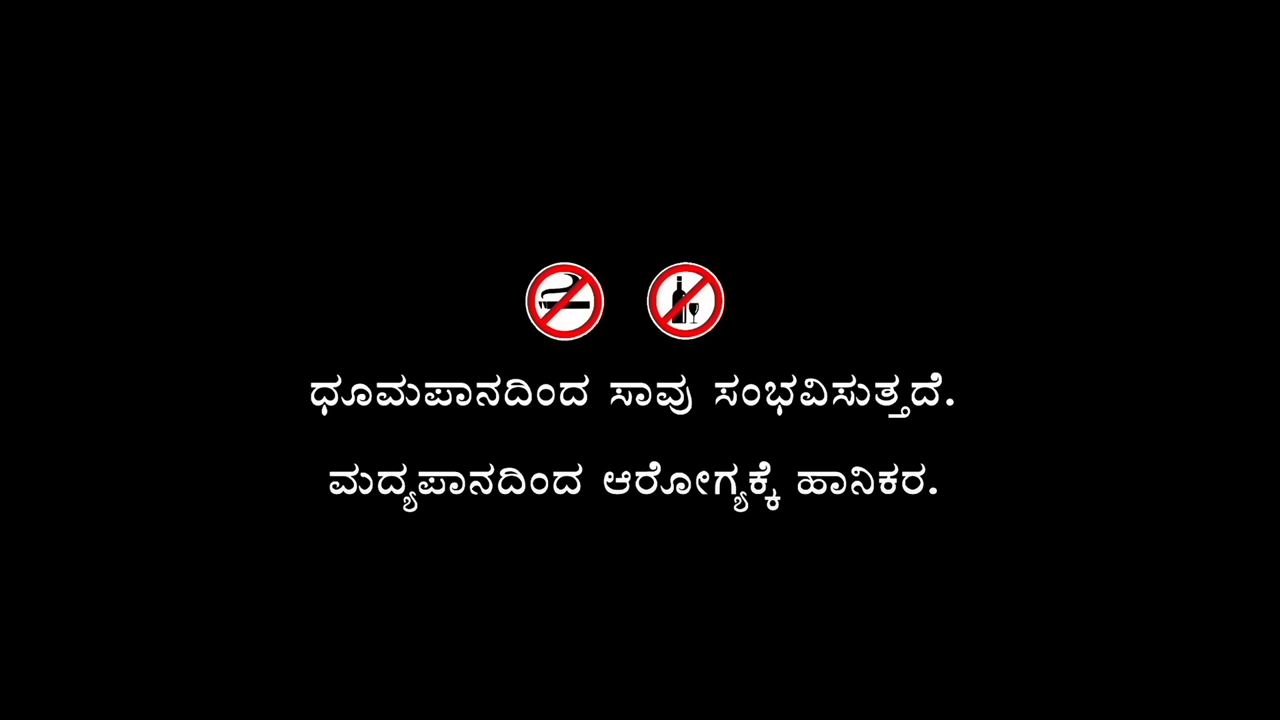 ಧೂಮಪಾನದಿಂದ ಸಾವು ಸಂಭವಿಸುತ್ತದೆ.
ಮದ್ಯಪಾನದಿಂದ ಆರೋಗ್ಯಕ್ಕೆ ಹಾನಿಕರ.